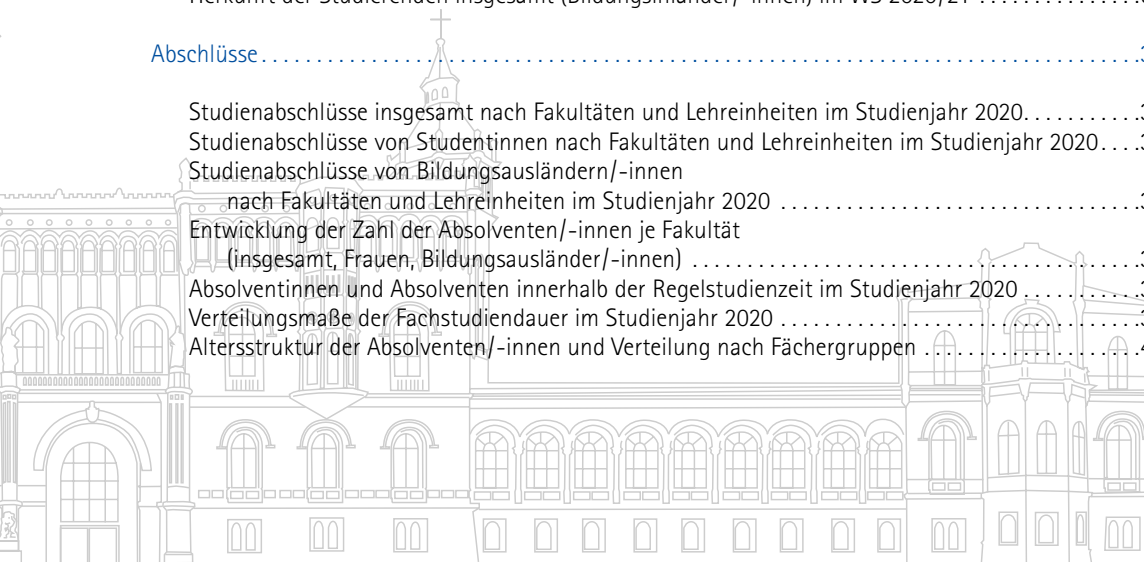 Abschlüsse
Studienabschlüsse insgesamt nach Fakultäten und Lehreinheiten im Studienjahr 2020
Studienabschlüsse von Studentinnen nach Fakultäten und Lehreinheiten im Studienjahr 2020
Studienabschlüsse von Bildungsausländern/-innen
nach Fakultäten und Lehreinheiten im Studienjahr 2020
Entwicklung der Zahl der Absolventen/-innen je Fakultät
(insgesamt, Frauen, Bildungsausländer/-innen)
Absolventinnen und Absolventen innerhalb der Regelstudienzeit im Studienjahr 2020
Verteilungsmaße der Fachstudiendauer im Studienjahr 2020
Altersstruktur der Absolventen/-innen und Verteilung nach Fächergruppen